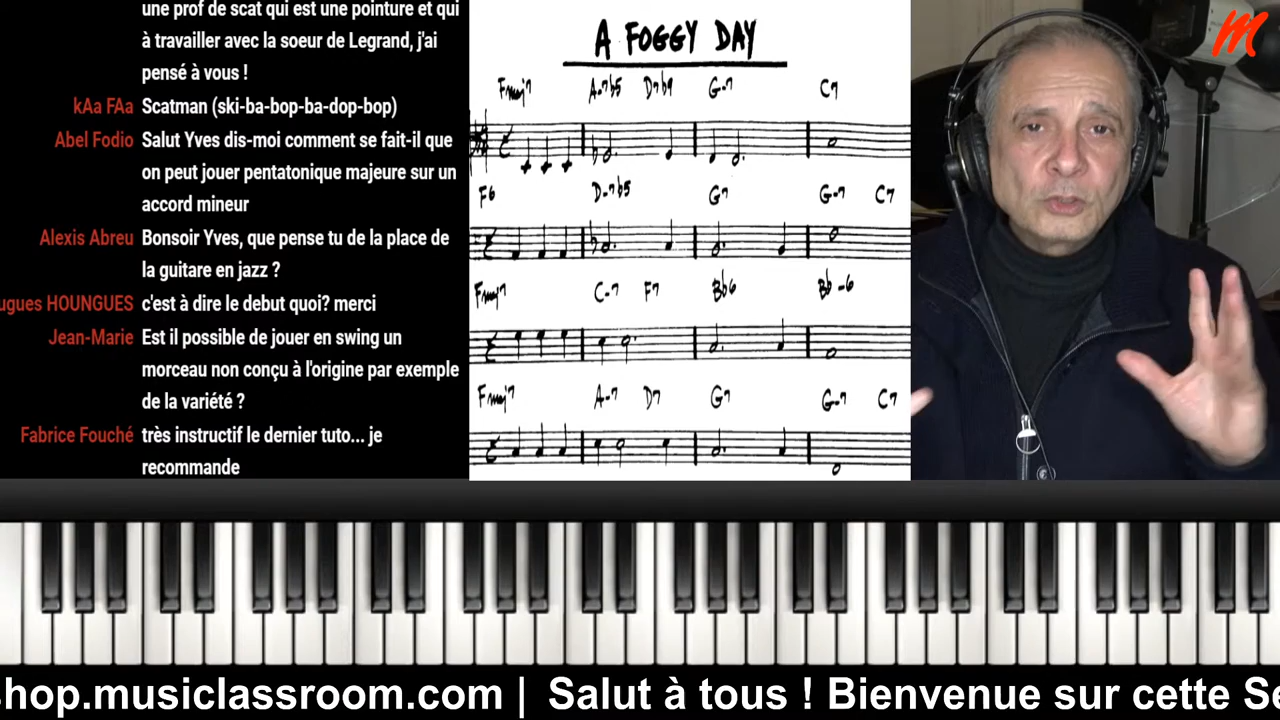 une prof de scat qui est une pointure et qui
à travailler avec la soeur de Legrand, j'ai
pensé à vous !
kAa FAa Scatman (ski-ba-bop-ba-dop-bop)
Abel Fodio Salut Yves dis-moi comment se fait-il que
on peut jouer pentatonique majeure sur un
accord mineur
Alexis Abreu Bonsoir Yves, que pense tu de la place de
la guitare en jazz ?
ugues HOUNGUES c'est à dire le debut quoi? merci
Jean-Marie Est il possible de jouer en swing un
morceau non conçu à l'origine par exemple
de la variété ?
Fabrice Fouché très instructif le dernier tuto... je
recommande
A FOGGY DAY
Fmaj7 A-7b5 D7b9 G-7 C7
F6 D-7b5 G7 G-7 C7
Fmaj7 C-7 F7 Bb6 Bb-6
Fmaj7 A-7 D7 G7 G-7 C7
M
shop.musiclassroom.com | Salut à tous ! Bienvenue sur cette Se